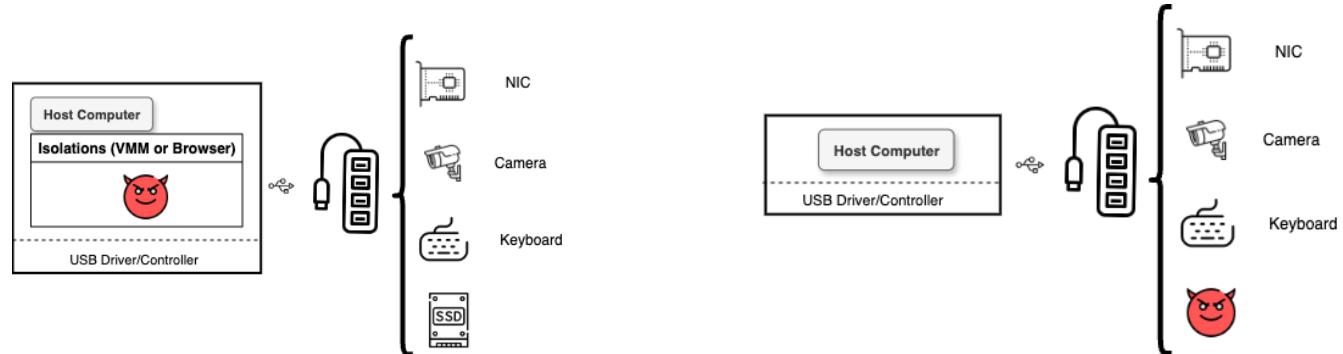 Host Computer
Isolations (VMM or Browser)
USB Driver/Controller
NIC
Camera
Keyboard
SSD
Host Computer
USB Driver/Controller
NIC
Camera
Keyboard